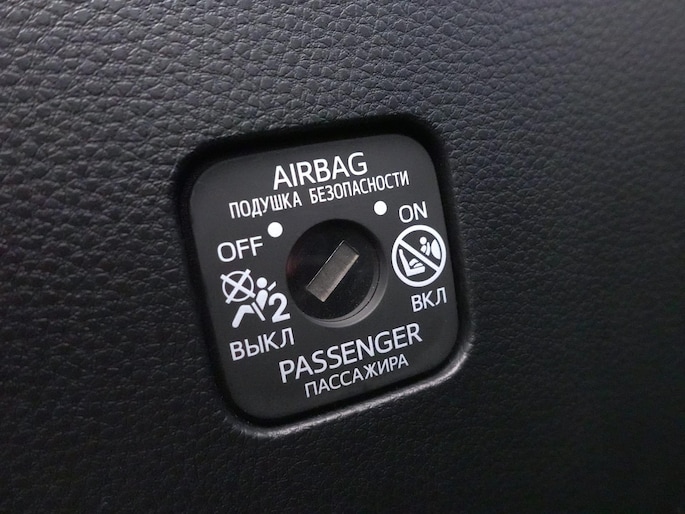 AIRBAG
ПОДУШКА БЕЗОПАСНОСТИ
OFF
ON
2
ВЫКЛ
ВКЛ
PASSENGER
ПАССАЖИРА